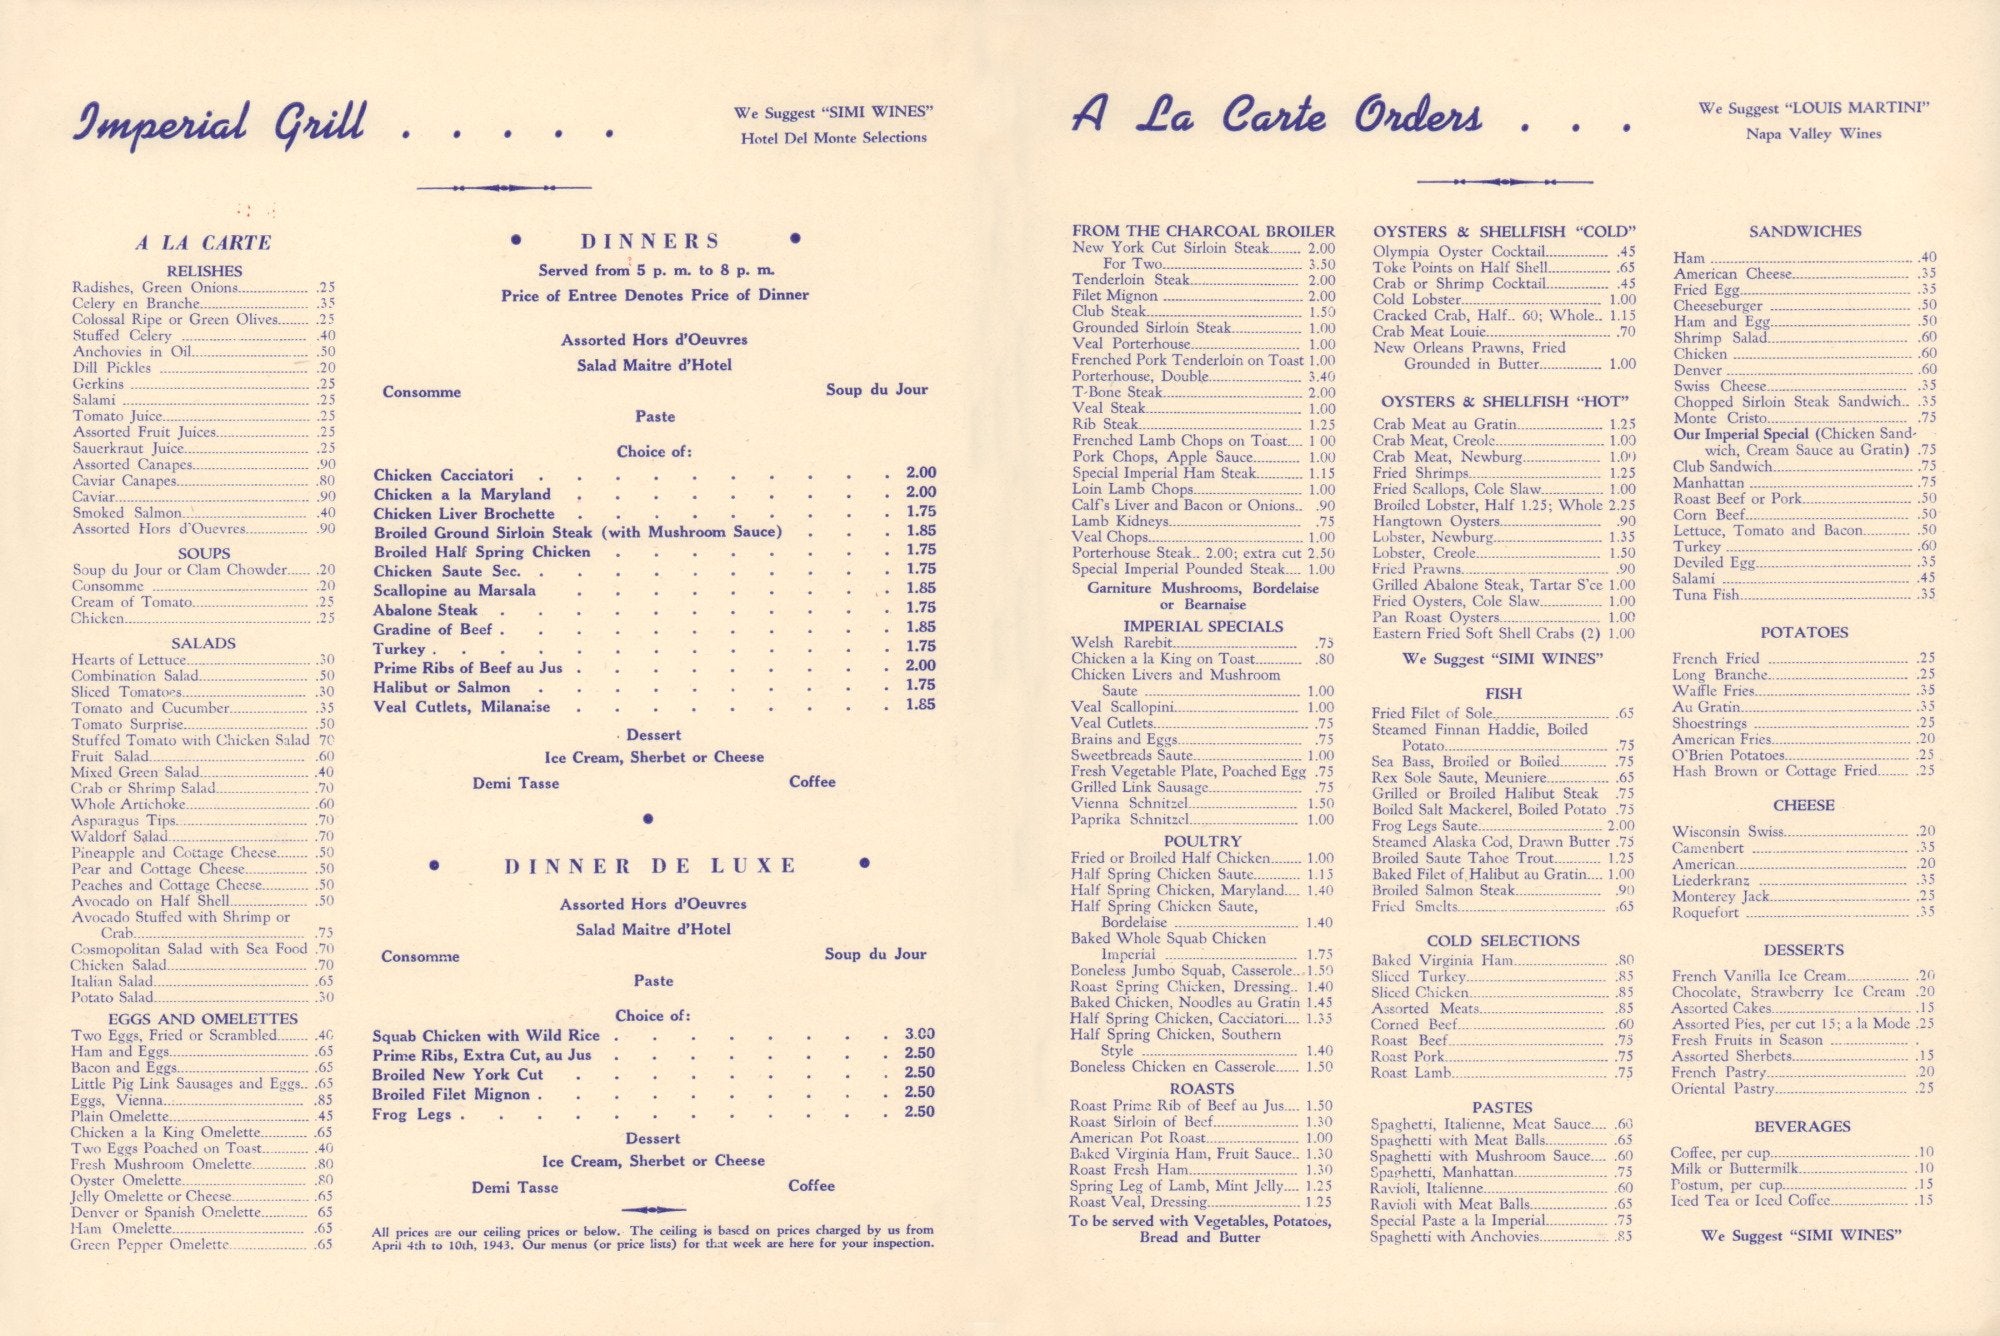 Imperial Grill . . . . .
We Suggest "SIMI WINES"
Hotel Del Monte Selections
A LA CARTE
RELISHES
Radishes, Green Onions .25
Celery en Branche .35
Colossal Ripe or Green Olives .25
Stuffed Celery .40
Anchovies in Oil .50
Dill Pickles .20
Gerkins .25
Salami .25
Tomato Juice .25
Assorted Fruit Juices .25
Sauerkraut Juice .25
Assorted Canapes .90
Caviar Canapes .80
Caviar .90
Smoked Salmon .40
Assorted Hors d'Ouevres .90
SOUPS
Soup du Jour or Clam Chowder .20
Consomme .20
Cream of Tomato .25
Chicken .25
SALADS
Hearts of Lettuce .30
Combination Salad .50
Sliced Tomatoes .30
Tomato and Cucumber .35
Tomato Surprise .50
Stuffed Tomato with Chicken Salad .70
Fruit Salad .60
Mixed Green Salad .40
Crab or Shrimp Salad .70
Whole Artichoke .60
Asparagus Tips .70
Waldorf Salad .70
Pineapple and Cottage Cheese .50
Pear and Cottage Cheese .50
Peaches and Cottage Cheese .50
Avocado on Half Shell .50
Avocado Stuffed with Shrimp or
Crab .75
Cosmopolitan Salad with Sea Food .70
Chicken Salad .70
Italian Salad .65
Potato Salad .30
EGGS AND OMELETTES
Two Eggs, Fried or Scrambled .40
Ham and Eggs .65
Bacon and Eggs .65
Little Pig Link Sausages and Eggs .65
Eggs, Vienna .85
Plain Omelette .45
Chicken a la King Omelette .65
Two Eggs Poached on Toast .40
Fresh Mushroom Omelette .80
Oyster Omelette .80
Jelly Omelette or Cheese .65
Denver or Spanish Omelette 65
Ham Omelette .65
Green Pepper Omelette .65
• DINNERS •
Served from 5 p. m. to 8 p. m.
Price of Entree Denotes Price of Dinner
Assorted Hors d'Oeuvres
Salad Maitre d'Hotel
Consomme Soup du Jour
Paste
Choice of:
Chicken Cacciatori 2.00
Chicken a la Maryland 2.00
Chicken Liver Brochette 1.75
Broiled Ground Sirloin Steak (with Mushroom Sauce) 1.85
Broiled Half Spring Chicken 1.75
Chicken Saute Sec. 1.75
Scallopine au Marsala 1.85
Abalone Steak 1.75
Gradine of Beef 1.85
Turkey 1.75
Prime Ribs of Beef au Jus 2.00
Halibut or Salmon 1.75
Veal Cutlets, Milanaise 1.85
Dessert
Ice Cream, Sherbet or Cheese
Demi Tasse Coffee
•
• DINNER DE LUXE •
Assorted Hors d'Oeuvres
Salad Maitre d'Hotel
Consomme Soup du Jour
Paste
Choice of:
Squab Chicken with Wild Rice 3.00
Prime Ribs, Extra Cut, au Jus 2.50
Broiled New York Cut 2.50
Broiled Filet Mignon 2.50
Frog Legs 2.50
Dessert
Ice Cream, Sherbet or Cheese
Demi Tasse Coffee
All prices are our ceiling prices or below. The ceiling is based on prices charged by us from
April 4th to 10th, 1943. Our menus (or price lists) for that week are here for your inspection.
A La Carte Orders . . .
We Suggest "LOUIS MARTINI"
Napa Valley Wines
FROM THE CHARCOAL BROILER
New York Cut Sirloin Steak 2.00
For Two 3.50
Tenderloin Steak 2.00
Filet Mignon 2.00
Club Steak 1.50
Grounded Sirloin Steak 1.00
Veal Porterhouse 1.00
Frenched Pork Tenderloin on Toast 1.00
Porterhouse, Double 3.40
T-Bone Steak 2.00
Veal Steak 1.00
Rib Steak 1.25
Frenched Lamb Chops on Toast 1 00
Pork Chops, Apple Sauce 1.00
Special Imperial Ham Steak 1.15
Loin Lamb Chops 1.00
Calf's Liver and Bacon or Onions .90
Lamb Kidneys .75
Veal Chops 1.00
Porterhouse Steak.. 2.00; extra cut 2.50
Special Imperial Pounded Steak 1.00
Garniture Mushrooms, Bordelaise
or Bearnaise
IMPERIAL SPECIALS
Welsh Rarebit .75
Chicken a la King on Toast .80
Chicken Livers and Mushroom
Saute 1.00
Veal Scallopini 1.00
Veal Cutlets .75
Brains and Eggs .75
Sweetbreads Saute 1.00
Fresh Vegetable Plate, Poached Egg .75
Grilled Link Sausage .75
Vienna Schnitzel 1.50
Paprika Schnitzel 1.00
POULTRY
Fried or Broiled Half Chicken 1.00
Half Spring Chicken Saute 1.15
Half Spring Chicken, Maryland 1.40
Half Spring Chicken Saute,
Bordelaise 1.40
Baked Whole Squab Chicken
Imperial 1.75
Boneless Jumbo Squab, Casserole 1.50
Roast Spring Chicken, Dressing 1.40
Baked Chicken, Noodles au Gratin 1.45
Half Spring Chicken, Cacciatori 1.35
Half Spring Chicken, Southern
Style 1.40
Boneless Chicken en Casserole 1.50
ROASTS
Roast Prime Rib of Beef au Jus 1.50
Roast Sirloin of Beef 1.30
American Pot Roast 1.00
Baked Virginia Ham, Fruit Sauce 1.30
Roast Fresh Ham 1.30
Spring Leg of Lamb, Mint Jelly 1.25
Roast Veal, Dressing 1.25
To be served with Vegetables, Potatoes,
Bread and Butter
OYSTERS & SHELLFISH "COLD"
Olympia Oyster Cocktail .45
Toke Points on Half Shell .65
Crab or Shrimp Cocktail .45
Cold Lobster 1.00
Cracked Crab, Half.. 60; Whole.. 1.15
Crab Meat Louie .70
New Orleans Prawns, Fried
Grounded in Butter 1.00
OYSTERS & SHELLFISH "HOT"
Crab Meat au Gratin 1.25
Crab Meat, Creole 1.00
Crab Meat, Newburg 1.00
Fried Shrimps 1.25
Fried Scallops, Cole Slaw 1.00
Broiled Lobster, Half 1.25; Whole 2.25
Hangtown Oysters .90
Lobster, Newburg 1.35
Lobster, Creole 1.50
Fried Prawns .90
Grilled Abalone Steak, Tartar S'ce 1.00
Fried Oysters, Cole Slaw 1.00
Pan Roast Oysters 1.00
Eastern Fried Soft Shell Crabs (2) 1.00
We Suggest "SIMI WINES"
FISH
Fried Filet of Sole .65
Steamed Finnan Haddie, Boiled
Potato .75
Sea Bass, Broiled or Boiled .75
Rex Sole Saute, Meuniere .65
Grilled or Broiled Halibut Steak .75
Boiled Salt Mackerel, Boiled Potato .75
Frog Legs Saute 2.00
Steamed Alaska Cod, Drawn Butter .75
Broiled Saute Tahoe Trout 1.25
Baked Filet of Halibut au Gratin 1.00
Broiled Salmon Steak .90
Fried Smelts .65
COLD SELECTIONS
Baked Virginia Ham .80
Sliced Turkey .85
Sliced Chicken .85
Assorted Meats .85
Corned Beef .60
Roast Beef .75
Roast Pork .75
Roast Lamb .75
PASTES
Spaghetti, Italienne, Meat Sauce .60
Spaghetti with Meat Balls .65
Spaghetti with Mushroom Sauce .60
Spaghetti, Manhattan .75
Ravioli, Italienne .60
Ravioli with Meat Balls .65
Special Paste a la Imperial .75
Spaghetti with Anchovies .85
SANDWICHES
Ham .40
American Cheese .35
Fried Egg .35
Cheeseburger .50
Ham and Egg .50
Shrimp Salad .60
Chicken .60
Denver .60
Swiss Cheese .35
Chopped Sirloin Steak Sandwich .35
Monte Cristo .75
Our Imperial Special (Chicken Sand-
wich, Cream Sauce au Gratin) .75
Club Sandwich .75
Manhattan .75
Roast Beef or Pork .50
Corn Beef .50
Lettuce, Tomato and Bacon .50
Turkey .60
Deviled Egg .35
Salami .45
Tuna Fish .35
POTATOES
French Fried .25
Long Branche .25
Waffle Fries .35
Au Gratin .35
Shoestrings .25
American Fries .20
O'Brien Potatoes .25
Hash Brown or Cottage Fried .25
CHEESE
Wisconsin Swiss .20
Camenbert .35
American .20
Liederkranz .35
Monterey Jack .25
Roquefort .35
DESSERTS
French Vanilla Ice Cream .20
Chocolate, Strawberry Ice Cream .20
Assorted Cakes .15
Assorted Pies, per cut 15; a la Mode .25
Fresh Fruits in Season .
Assorted Sherbets .15
French Pastry .20
Oriental Pastry .25
BEVERAGES
Coffee, per cup .10
Milk or Buttermilk .10
Postum, per cup .15
Iced Tea or Iced Coffee .15
We Suggest "SIMI WINES"